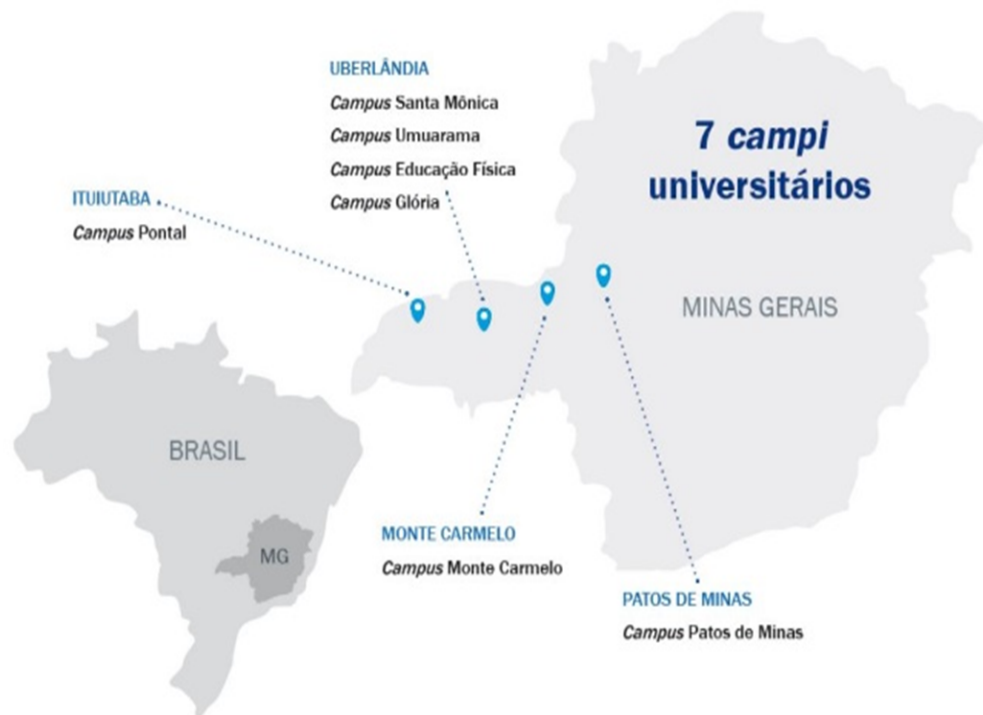 UBERLÂNDIA
Campus Santa Mônica
Campus Umuarama
Campus Educação Física
Campus Glória
7 campi
universitários
ITUIUTABA
Campus Pontal
MINAS GERAIS
BRASIL
MG
MONTE CARMELO
Campus Monte Carmelo
PATOS DE MINAS
Campus Patos de Minas